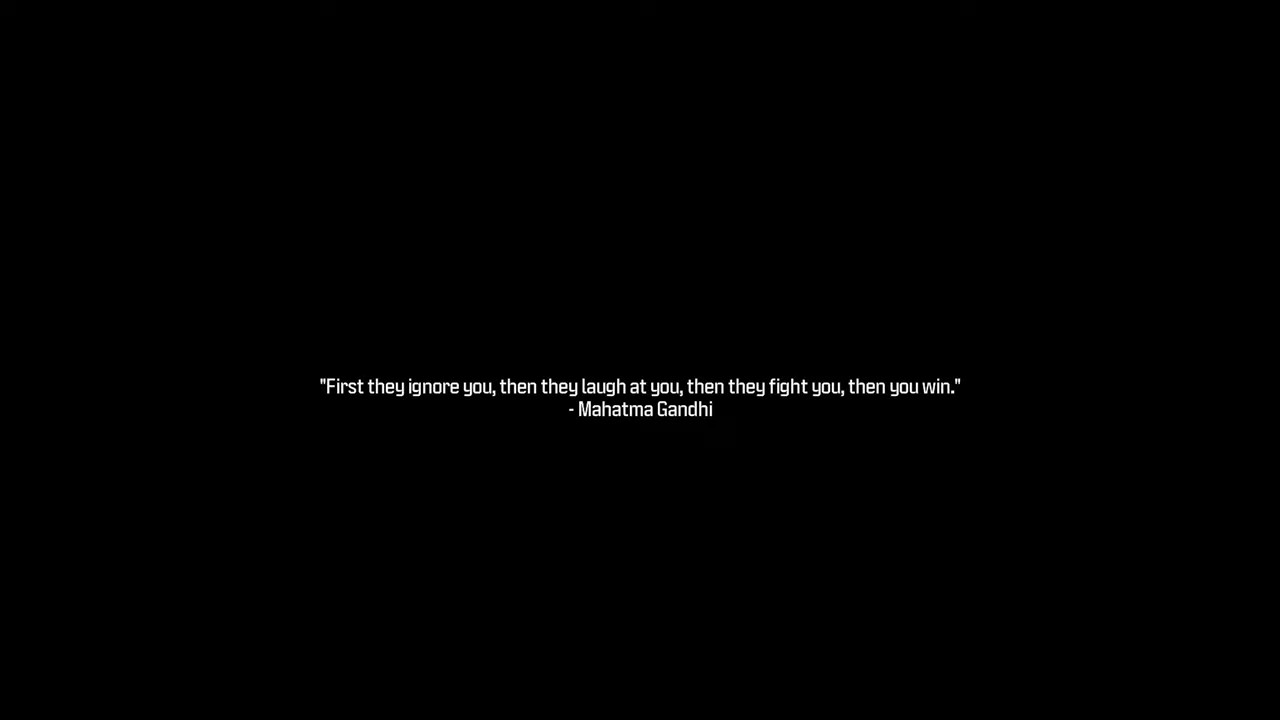 "First they ignore you, then they laugh at you, then they fight you, then you win."
- Mahatma Gandhi